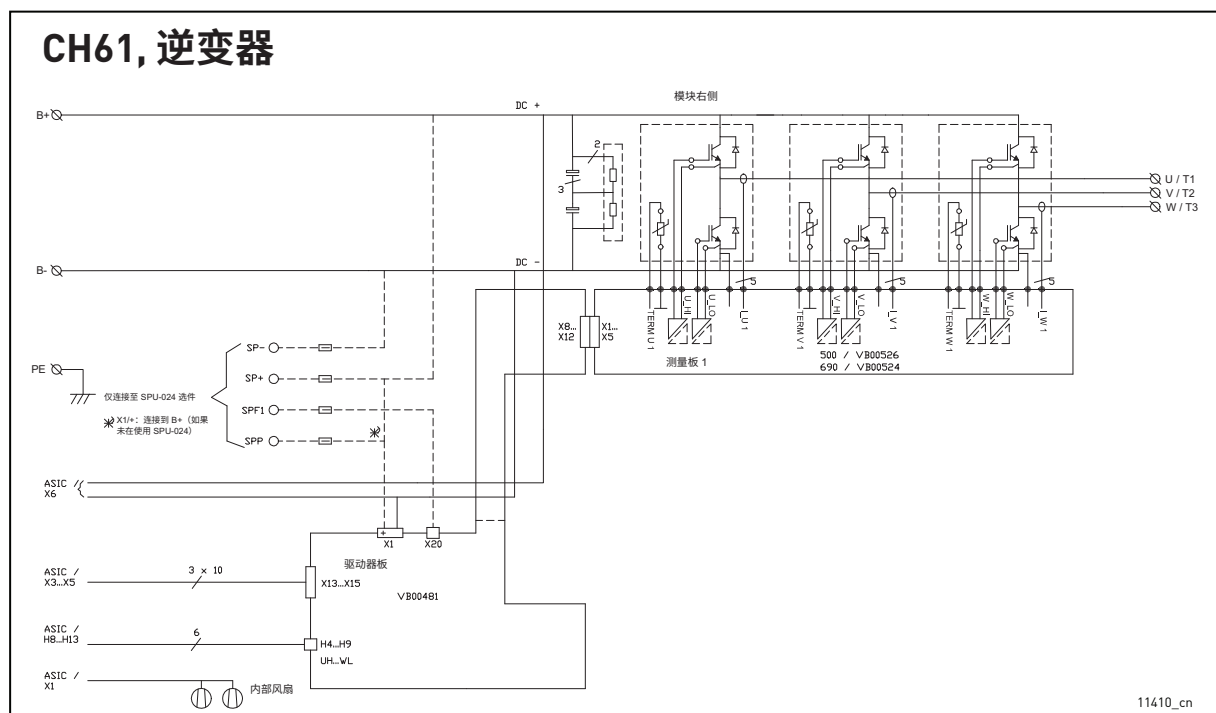 CH61, 逆变器
模块右侧
B+
DC +
2
3
U / T1
V / T2
W / T3
B-
DC -
5
5
5
TERM U 1
U_HI
U_LO
I_U 1
TERM V 1
V_HI
V_LO
I_V 1
TERM W 1
W_HI
W_LO
I_W 1
X8...
X12
X1...
X5
测量板 1
500 / VB00526
690 / VB00524
SP-
PE
SP+
仅连接至 SPU-024 选件
SPF1
X1/+：连接到 B+（如果
未在使用 SPU-024）
SPP
ASIC /
X6
+
X1
X20
驱动器板
ASIC /
X3...X5
3 × 10
X13...X15
VB00481
ASIC /
H8...H13
6
H4...H9
UH...WL
ASIC /
X1
内部风扇
11410_cn